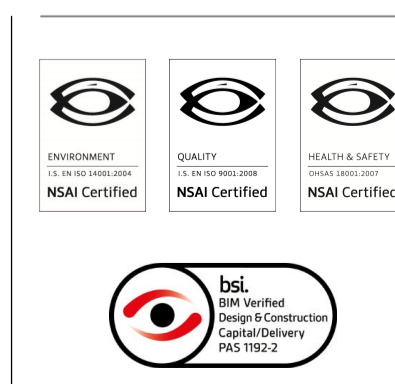 ENVIRONMENT
I.S. EN ISO 14001:2004
NSAI Certified
QUALITY
I.S. EN ISO 9001:2008
NSAI Certified
HEALTH & SAFETY
OHSAS 18001:2007
NSAI Certified
bsi.
BIM Verified
Design & Construction
Capital/Delivery
PAS 1192-2